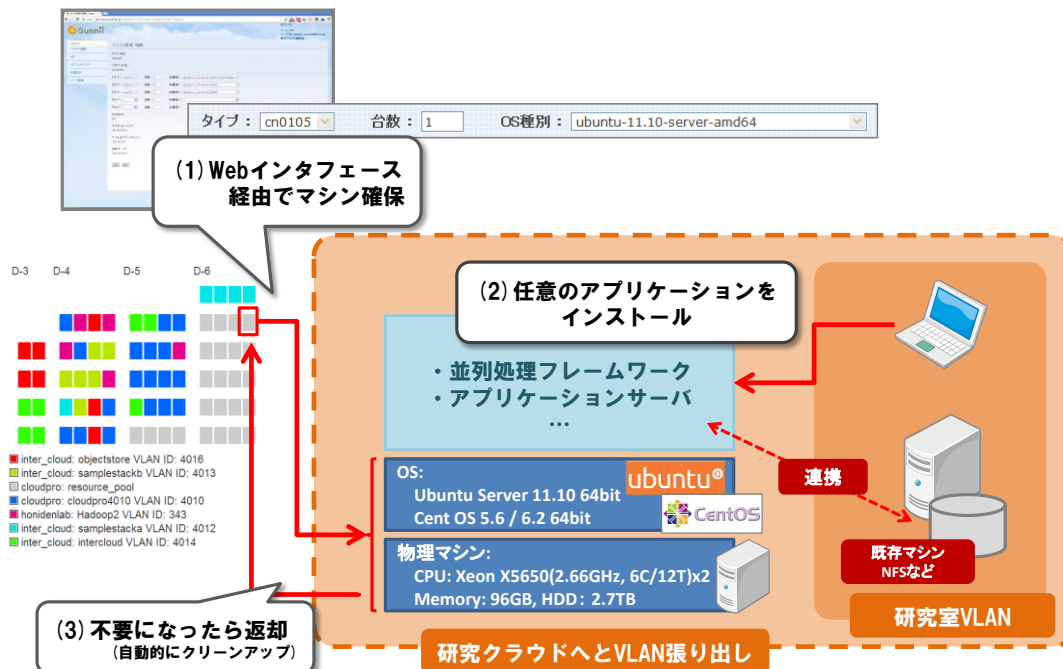 Gunnii
タイプ： cn0105 台数：1 OS種別： ubuntu-11.10-server-amd64
(1) Webインタフェース
経由でマシン確保
D-3 D-4 D-5 D-6
(2) 任意のアプリケーションを
インストール
・並列処理フレームワーク
・アプリケーションサーバ
…
OS:
Ubuntu Server 11.10 64bit
Cent OS 5.6 / 6.2 64bit
ubuntu
CentOS
物理マシン:
CPU: Xeon X5650(2.66GHz, 6C/12T)x2
Memory: 96GB, HDD: 2.7TB
連携
既存マシン
NFSなど
研究室VLAN
研究クラウドへとVLAN張り出し
inter_cloud: objectstore VLAN ID: 4016
inter_cloud: samplestackb VLAN ID: 4013
cloudpro: resource_pool
cloudpro: cloudpro4010 VLAN ID: 4010
honidenlab: Hadoop2 VLAN ID: 343
inter_cloud: samplestacka VLAN ID: 4012
inter_cloud: intercloud VLAN ID: 4014
(3) 不要になったら返却
(自動的にクリーンアップ)